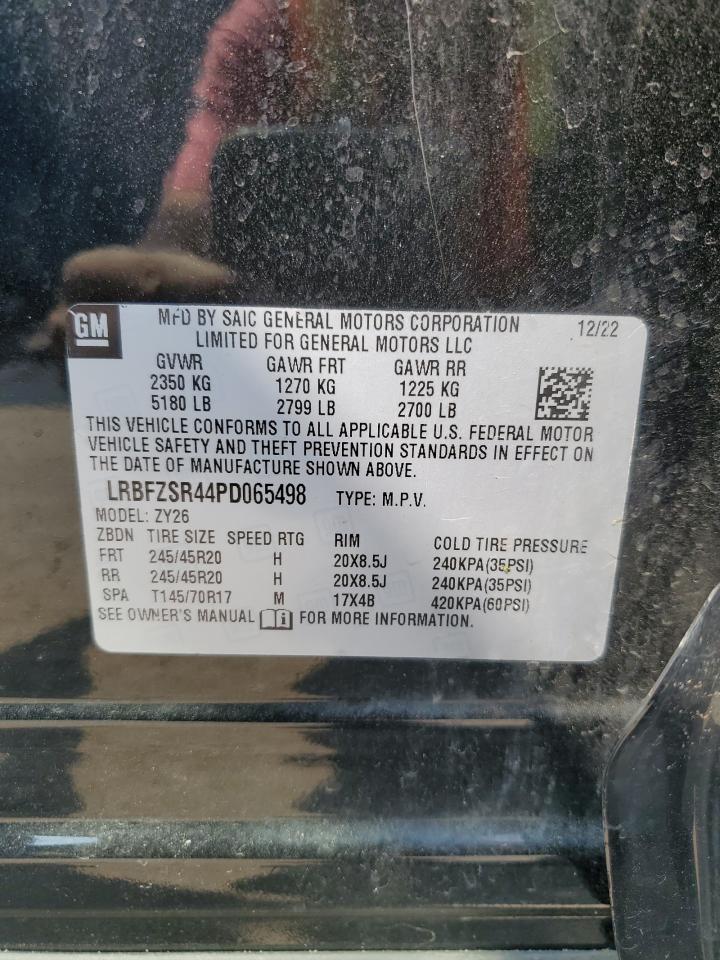 GM
MFD BY SAIC GENERAL MOTORS CORPORATION 12/22
LIMITED FOR GENERAL MOTORS LLC
GVWR GAWR FRT GAWR RR
2350 KG 1270 KG 1225 KG
5180 LB 2799 LB 2700 LB
THIS VEHICLE CONFORMS TO ALL APPLICABLE U.S. FEDERAL MOTOR
VEHICLE SAFETY AND THEFT PREVENTION STANDARDS IN EFFECT ON
THE DATE OF MANUFACTURE SHOWN ABOVE.
LRBFZSR44PD065498 TYPE: M.P.V.
MODEL: ZY26
ZBDN TIRE SIZE SPEED RTG RIM COLD TIRE PRESSURE
FRT 245/45R20 H 20X8.5J 240KPA(35PSI)
RR 245/45R20 H 20X8.5J 240KPA(35PSI)
SPA T145/70R17 M 17X4B 420KPA(60PSI)
SEE OWNER'S MANUAL i FOR MORE INFORMATION.